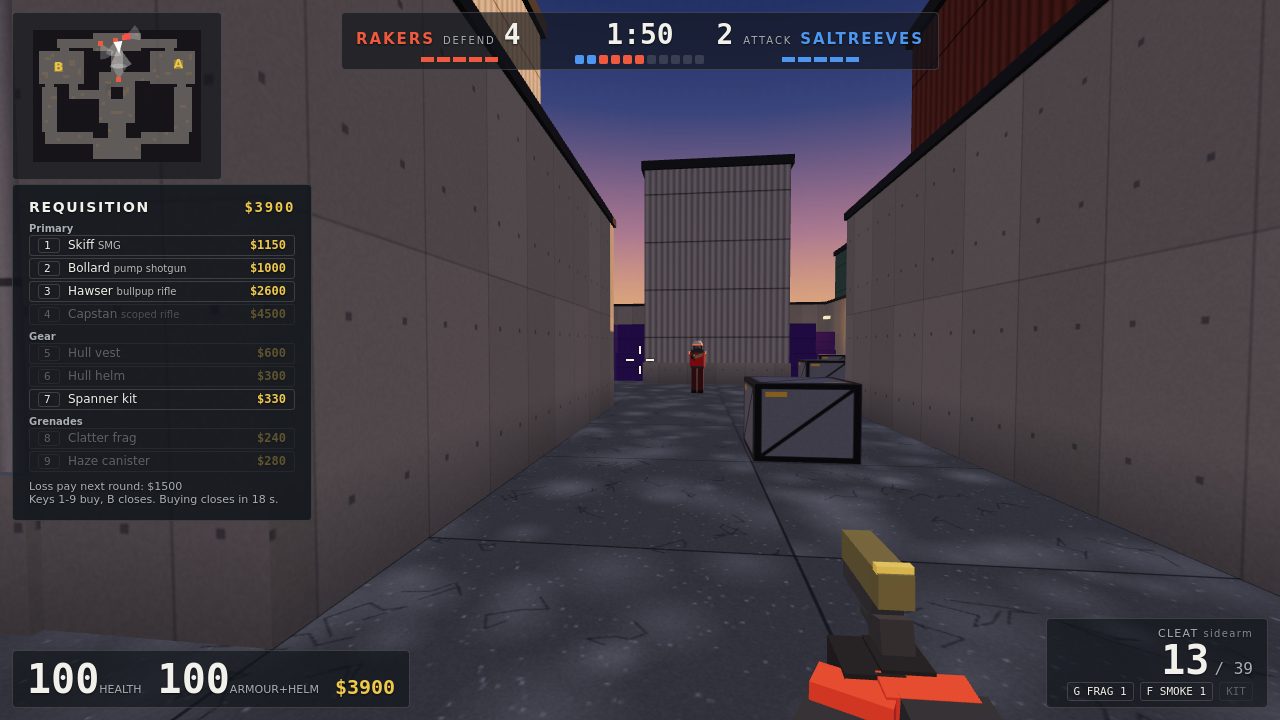 RAKERS DEFEND 4 1:50 2 ATTACK SALTREEVES
B A
REQUISITION $3900
Primary
1 Skiff SMG $1150
2 Bollard pump shotgun $1000
3 Hawser bullpup rifle $2600
4 Capstan scoped rifle $4500
Gear
5 Hull vest $600
6 Hull helm $300
7 Spanner kit $330
Grenades
8 Clatter frag $240
9 Haze canister $280
Loss pay next round: $1500
Keys 1-9 buy, B closes. Buying closes in 18 s.
100 HEALTH 100 ARMOUR+HELM $3900
CLEAT sidearm
13 / 39
G FRAG 1 F SMOKE 1 KIT